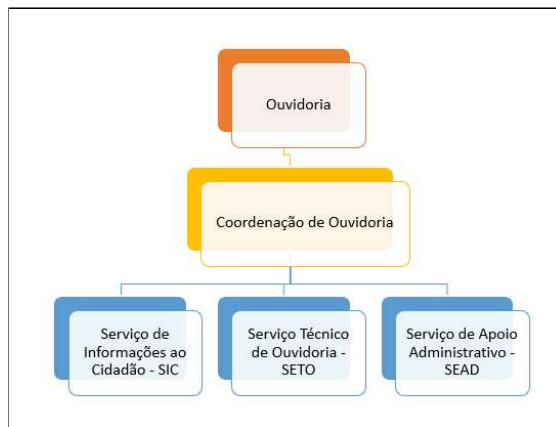 Ouvidoria
Coordenação de Ouvidoria
Serviço de
Informações ao
Cidadão - SIC
Serviço Técnico
de Ouvidoria -
SETO
Serviço de Apoio
Administrativo -
SEAD